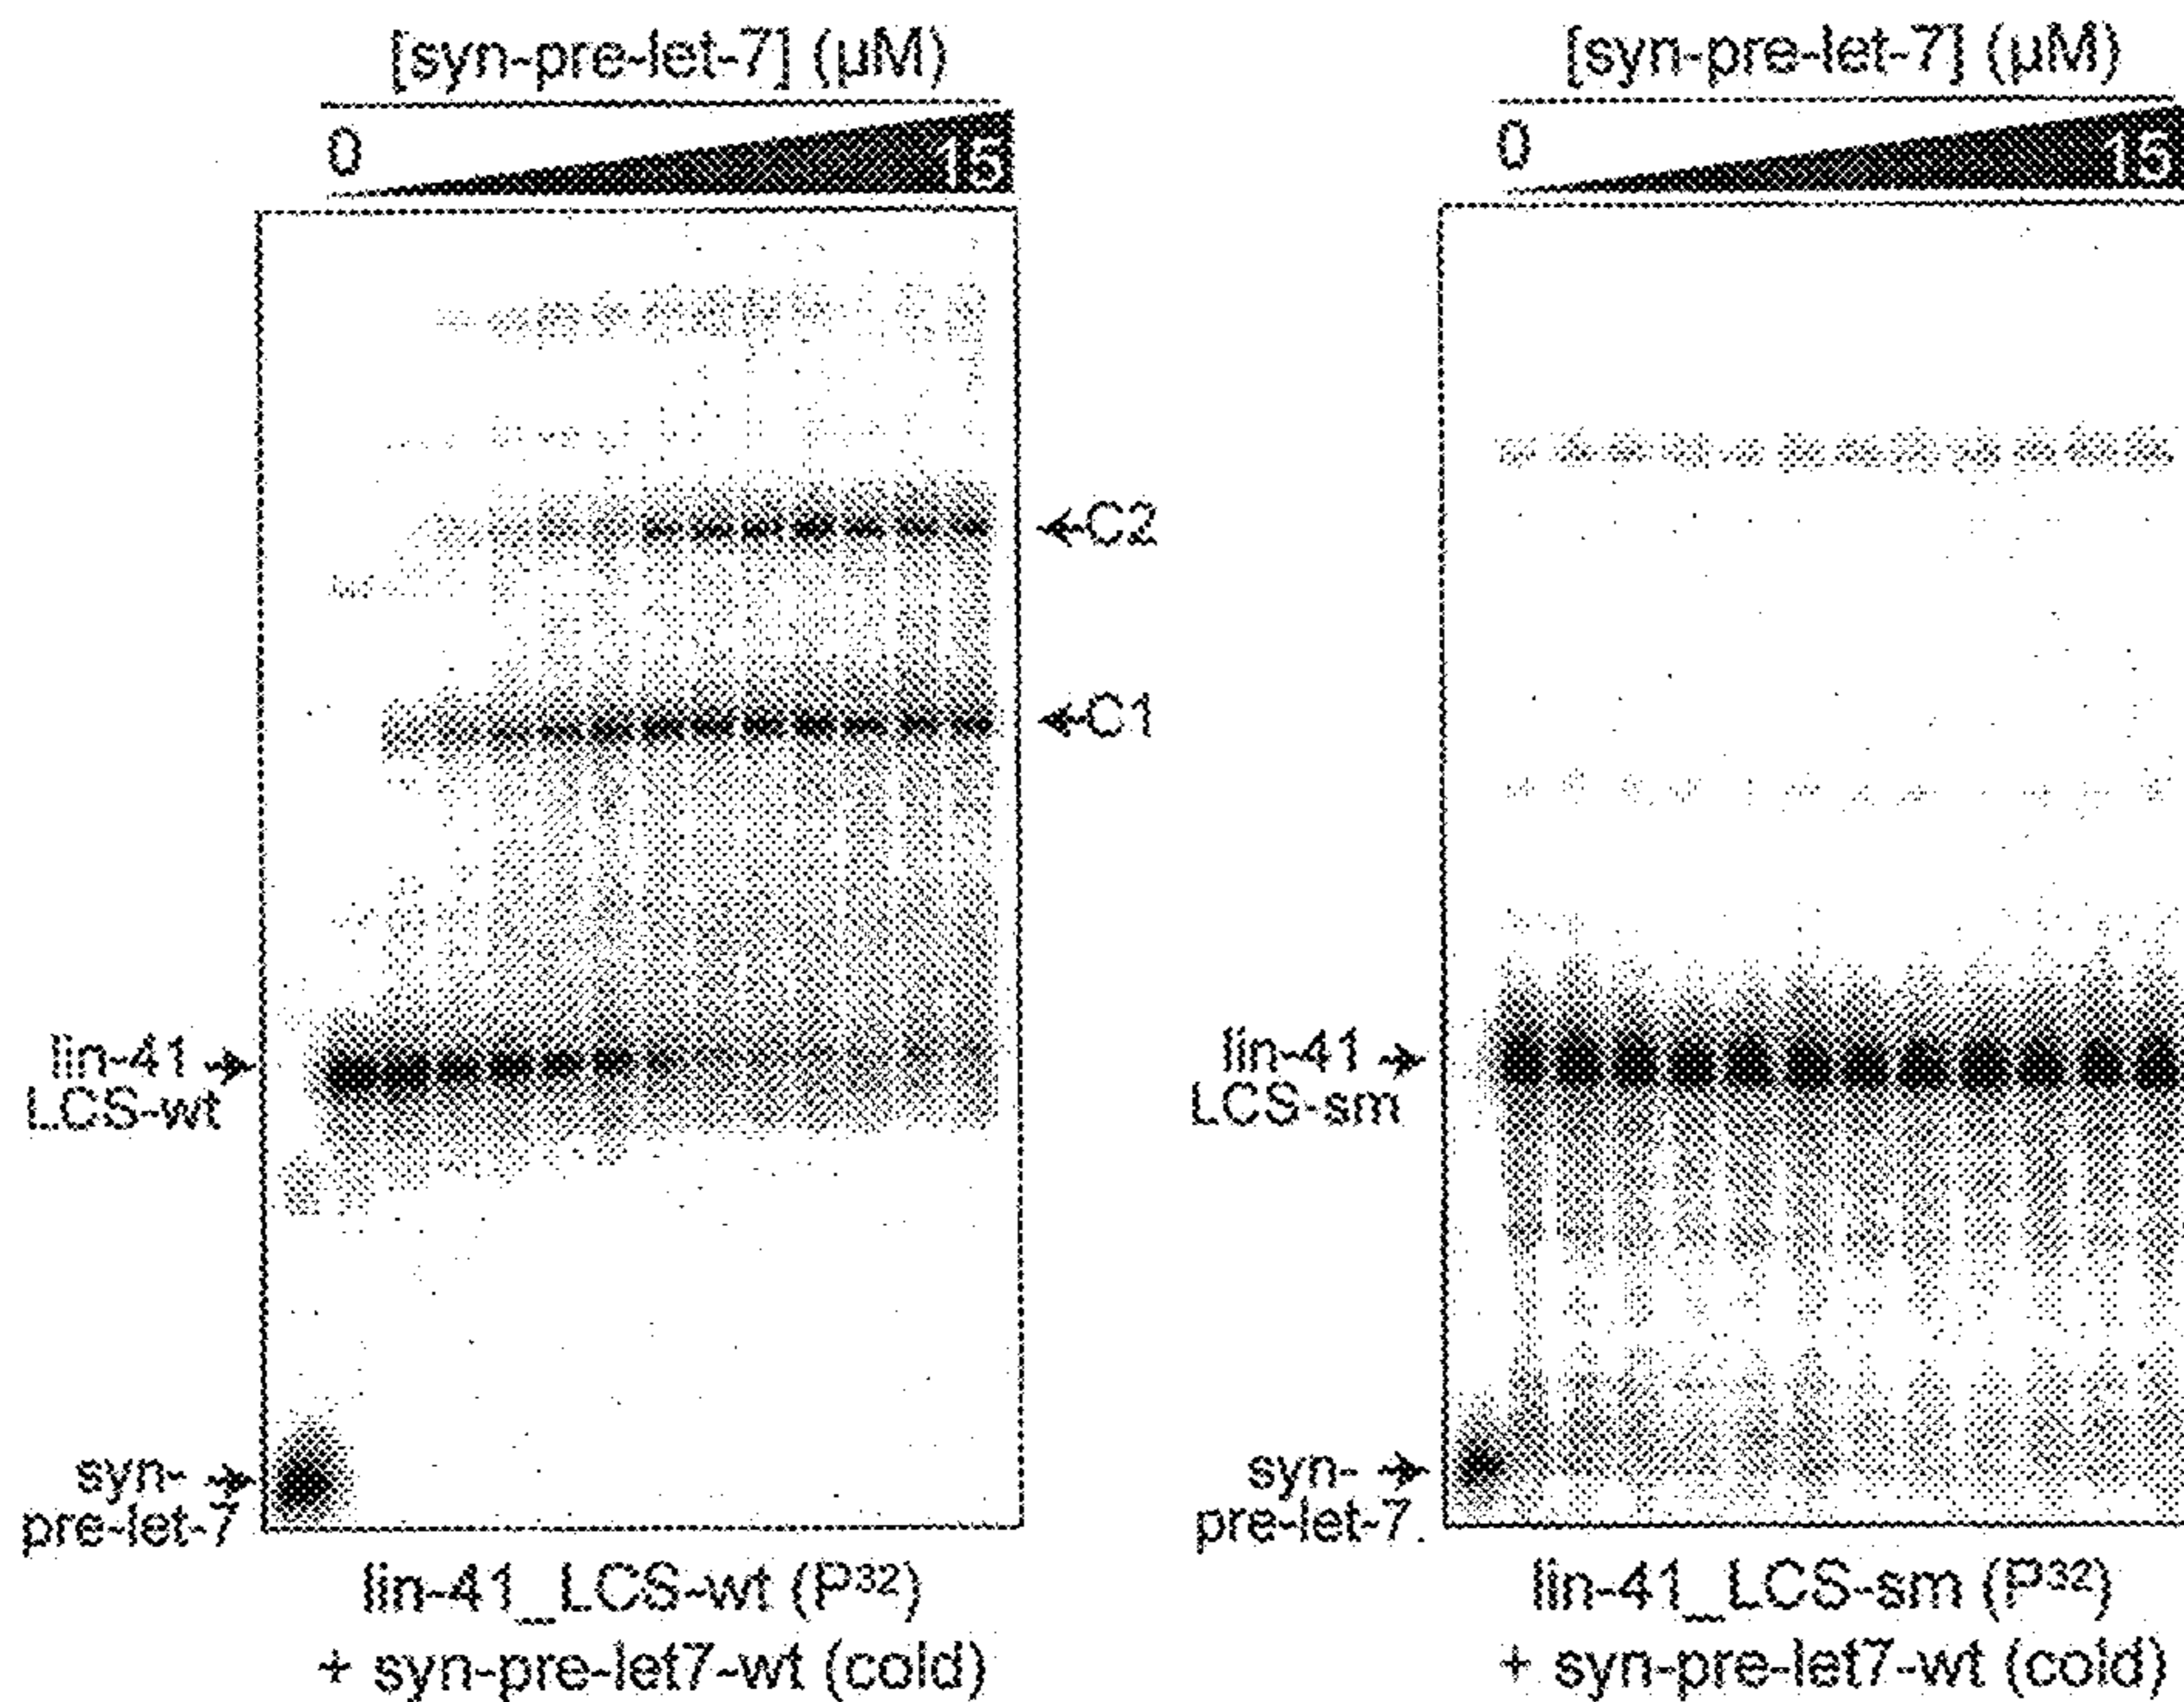 [syn-pre-let-7] (µM)
0
15
C2
C1
lin-41
LCS-wt
syn-
pre-let-7
lin-41_LCS-wt (P³²)
+ syn-pre-let7-wt (cold)
[syn-pre-let-7] (µM)
0
15
lin-41
LCS-sm
syn-
pre-let-7.
lin-41_LCS-sm (P³²)
+ syn-pre-let7-wt (cold)